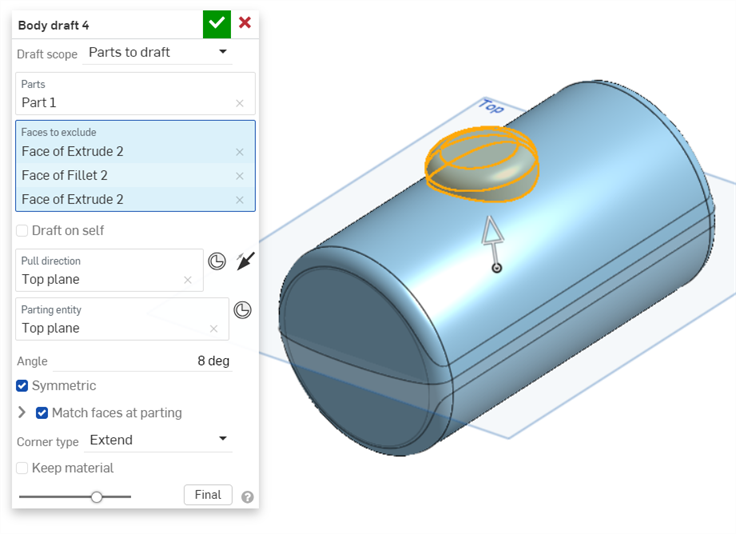 Body draft 4
Draft scope Parts to draft
Parts
Part 1
Faces to exclude
Face of Extrude 2
Face of Fillet 2
Face of Extrude 2
Draft on self
Pull direction
Top plane
Parting entity
Top plane
Angle 8 deg
Symmetric
Match faces at parting
Corner type Extend
Keep material
Final
Top